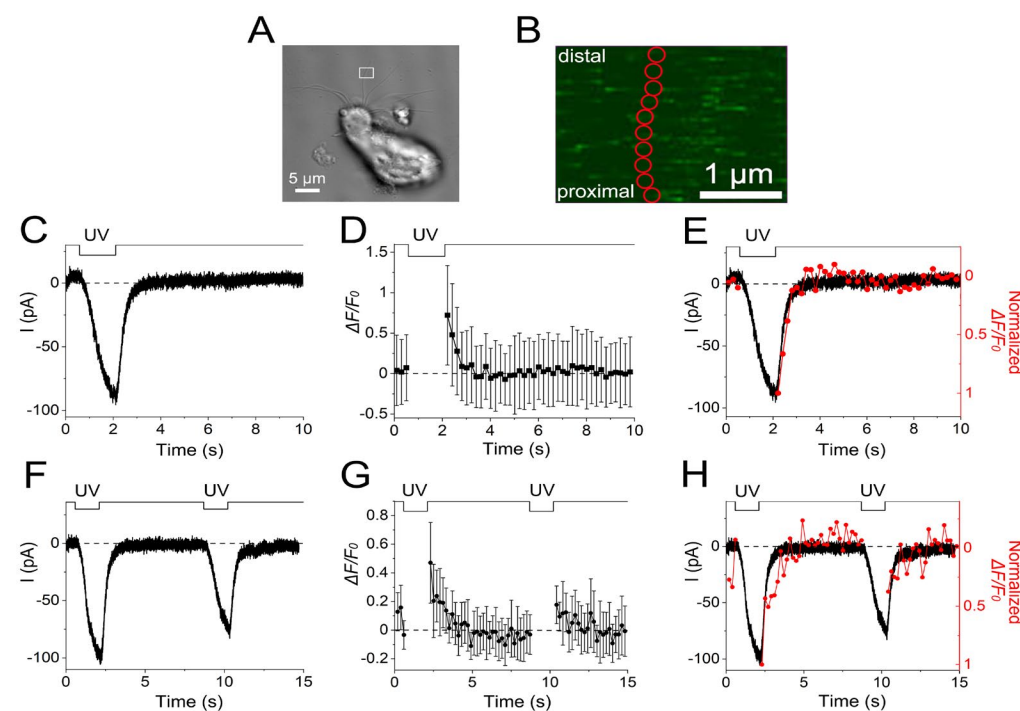 A
B
5 µm
distal
proximal
1 µm
C
UV
I (pA)
0
-50
-100
0 2 4 6 8 10
Time (s)
D
UV
ΔF/F0
1.5
1.0
0.5
0
-0.5
0 2 4 6 8 10
Time (s)
E
UV
I (pA)
0
-50
-100
0
0.5
1
Normalized
ΔF/F0
0 2 4 6 8 10
Time (s)
F
UV UV
I (pA)
0
-50
-100
0 5 10 15
Time (s)
G
UV UV
ΔF/F0
0.8
0.6
0.4
0.2
0
-0.2
0 5 10 15
Time (s)
H
UV UV
I (pA)
0
-50
-100
0
0.5
1
Normalized
ΔF/F0
0 5 10 15
Time (s)